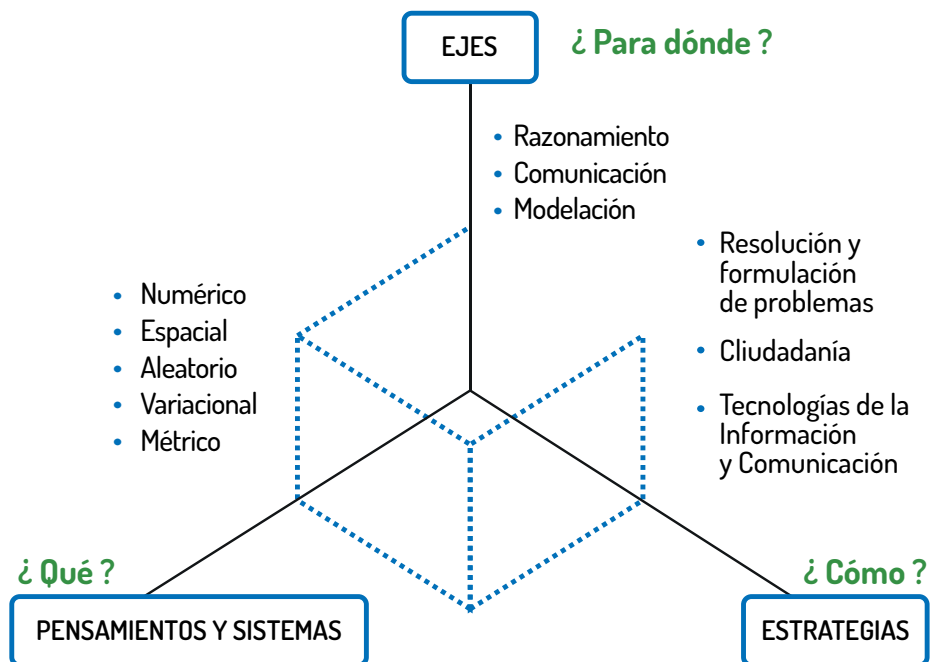 EJES
¿ Para dónde ?
• Razonamiento
• Comunicación
• Modelación
• Numérico
• Espacial
• Aleatorio
• Variacional
• Métrico
• Resolución y
formulación
de problemas
• Cliudadanía
• Tecnologías de la
Información
y Comunicación
¿ Qué ?
PENSAMIENTOS Y SISTEMAS
¿ Cómo ?
ESTRATEGIAS